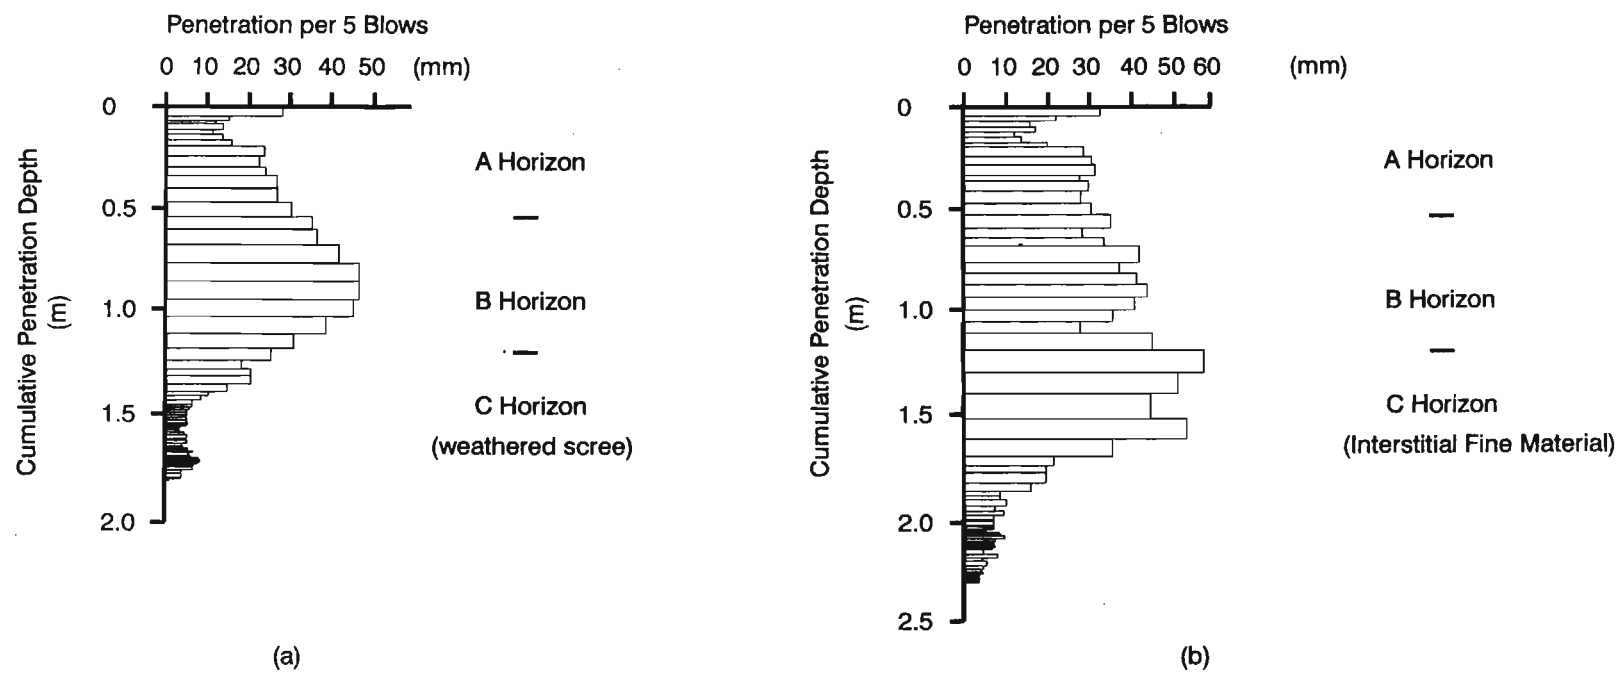 Penetration per 5 Blows
0 10 20 30 40 50 (mm)
0
0.5
1.0
1.5
2.0
Cumulative Penetration Depth
(m)
A Horizon
B Horizon
C Horizon
(weathered scree)
(a)
Penetration per 5 Blows
0 10 20 30 40 50 60 (mm)
0
0.5
1.0
1.5
2.0
2.5
Cumulative Penetration Depth
(m)
A Horizon
B Horizon
C Horizon
(Interstitial Fine Material)
(b)